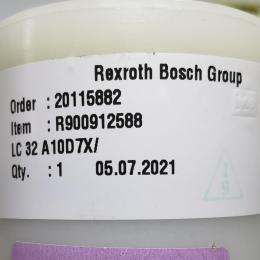 Rexroth Bosch Group
Order : 20115882
Item : R900912588
LC 32 A10D7X/
Qty. : 1 05.07.2021